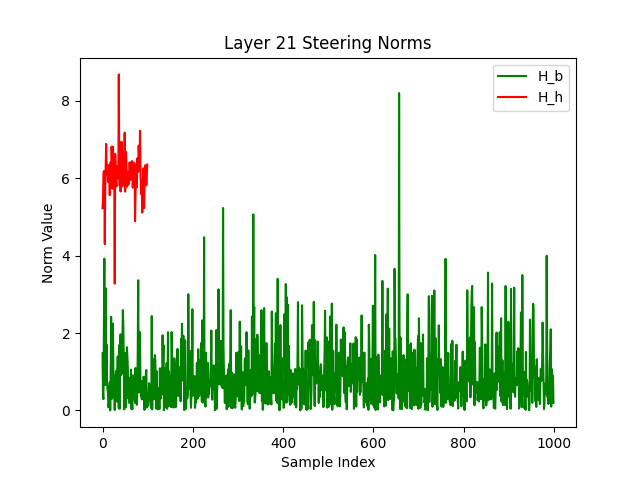 Layer 21 Steering Norms
H_b
H_h
Norm Value
8
6
4
2
0
0 200 400 600 800 1000
Sample Index